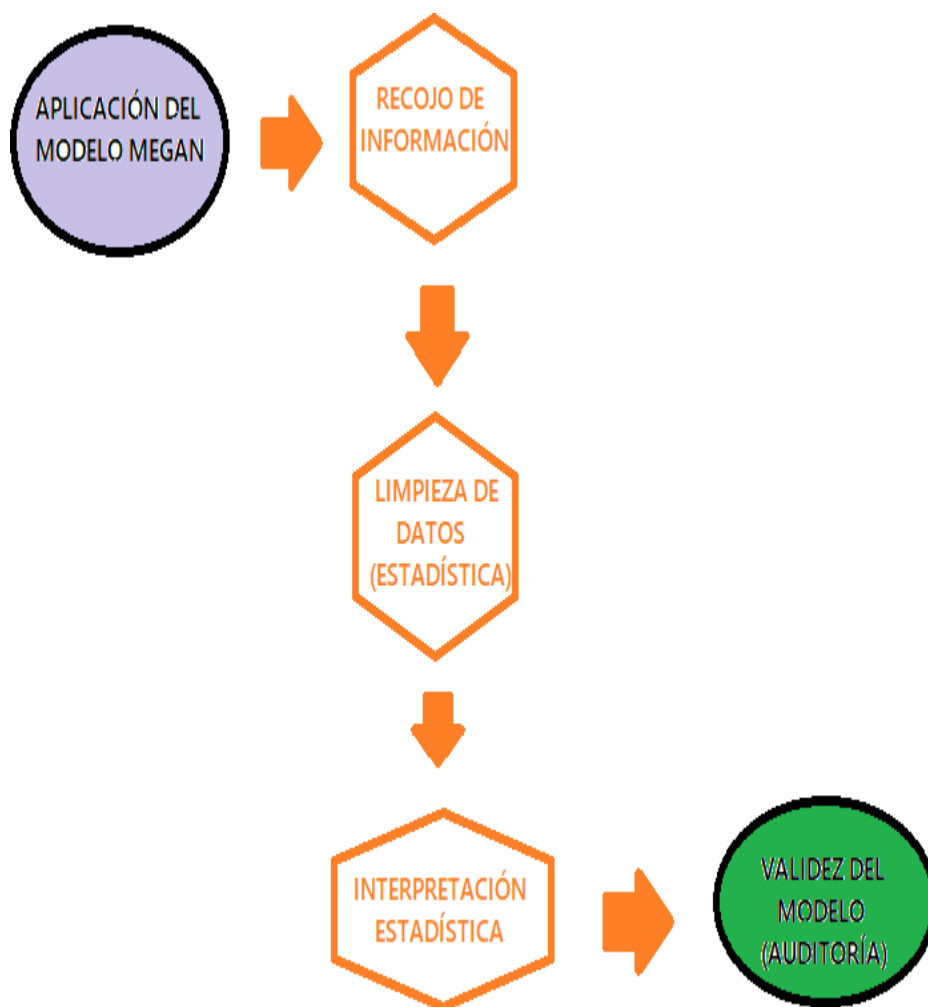 APLICACIÓN DEL
MODELO MEGAN
RECOJO DE
INFORMACIÓN
LIMPIEZA DE
DATOS
(ESTADÍSTICA)
INTERPRETACIÓN
ESTADÍSTICA
VALIDEZ DEL
MODELO
(AUDITORÍA)